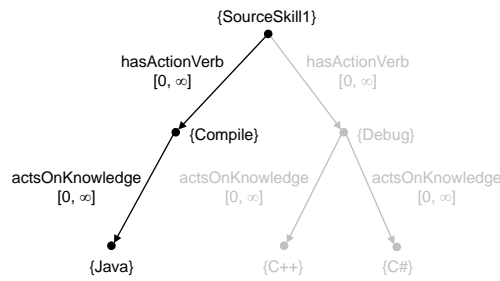 {SourceSkill1}
hasActionVerb
[0, ∞]
hasActionVerb
[0, ∞]
{Compile}
{Debug}
actsOnKnowledge
[0, ∞]
actsOnKnowledge
[0, ∞]
actsOnKnowledge
[0, ∞]
{Java}
{C++}
{C#}